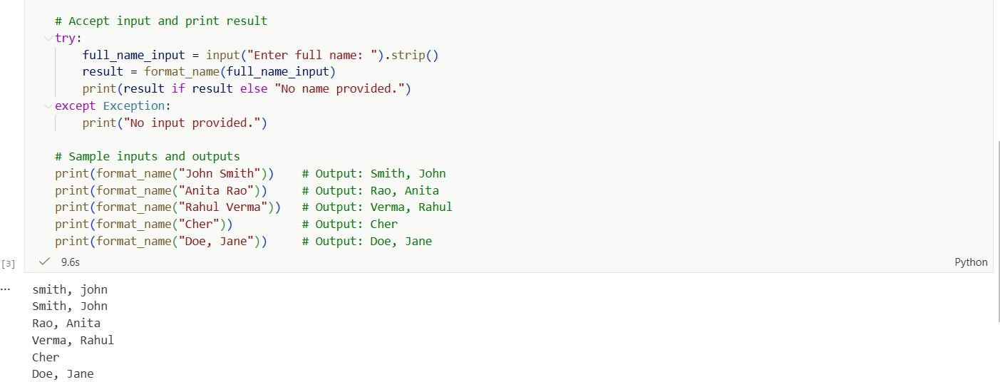 # Accept input and print result
try:
    full_name_input = input("Enter full name: ").strip()
    result = format_name(full_name_input)
    print(result if result else "No name provided.")
except Exception:
    print("No input provided.")
# Sample inputs and outputs
print(format_name("John Smith"))    # Output: Smith, John
print(format_name("Anita Rao"))     # Output: Rao, Anita
print(format_name("Rahul Verma"))   # Output: Verma, Rahul
print(format_name("Cher"))          # Output: Cher
print(format_name("Doe, Jane"))     # Output: Doe, Jane
[3] 9.6s Python
... smith, john
Smith, John
Rao, Anita
Verma, Rahul
Cher
Doe, Jane